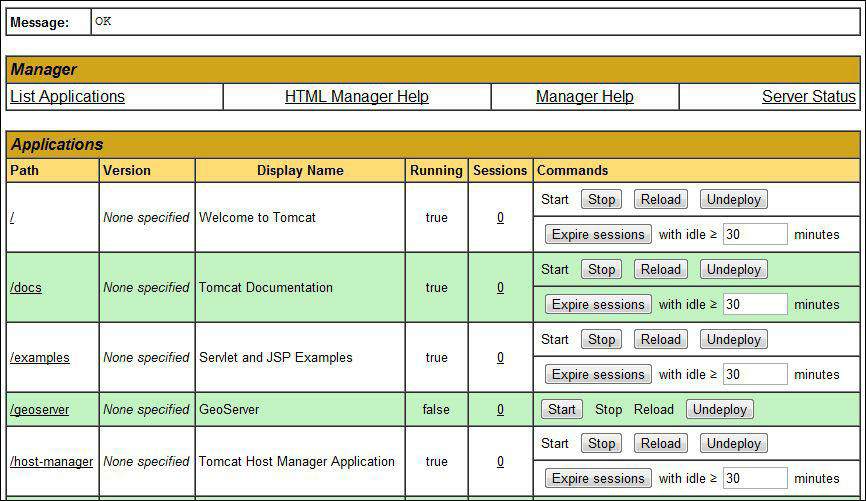 Message: OK
Manager
List Applications HTML Manager Help Manager Help Server Status
Applications
Path Version Display Name Running Sessions Commands
/ None specified Welcome to Tomcat true 0 Start Stop Reload Undeploy
Expire sessions with idle ≥ 30 minutes
/docs None specified Tomcat Documentation true 0 Start Stop Reload Undeploy
Expire sessions with idle ≥ 30 minutes
/examples None specified Servlet and JSP Examples true 0 Start Stop Reload Undeploy
Expire sessions with idle ≥ 30 minutes
/geoserver None specified GeoServer false 0 Start Stop Reload Undeploy
/host-manager None specified Tomcat Host Manager Application true 0 Start Stop Reload Undeploy
Expire sessions with idle ≥ 30 minutes